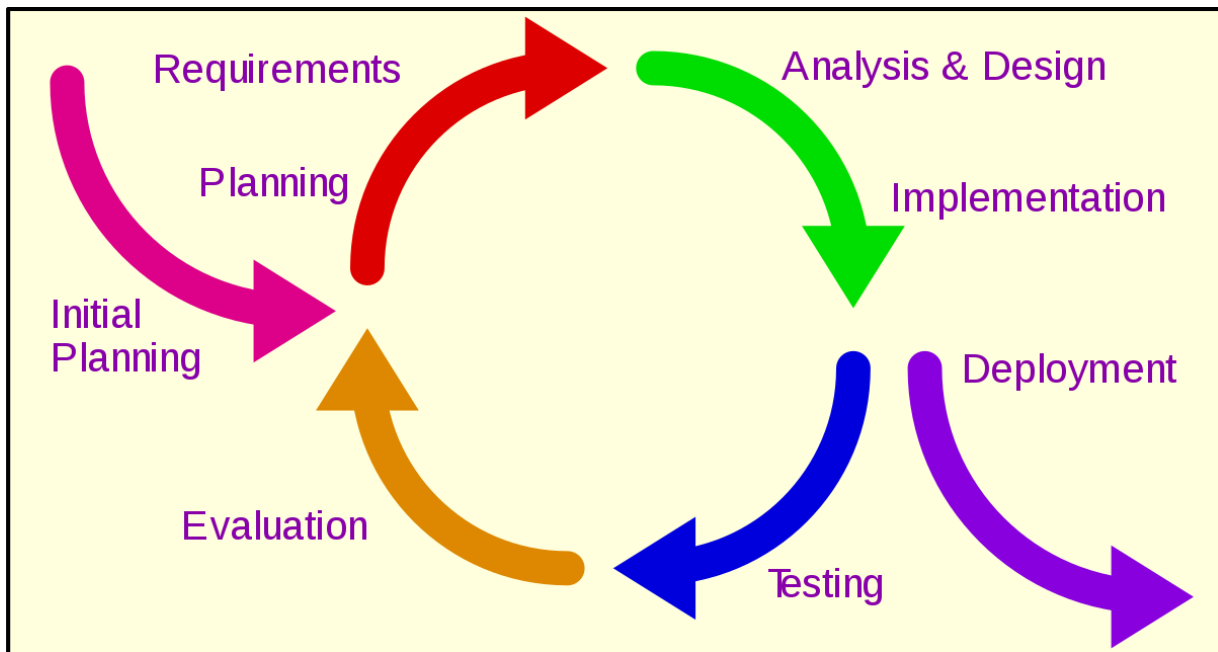 Requirements
Analysis & Design
Planning
Implementation
Initial
Planning
Deployment
Evaluation
Testing